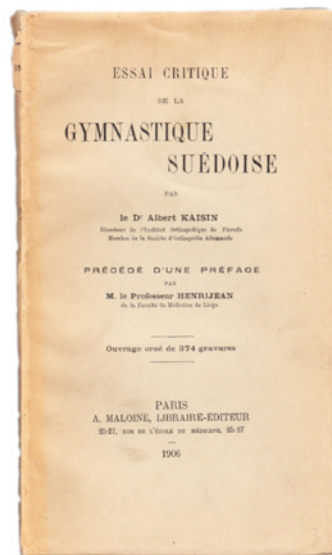 ESSAI CRITIQUE
DE LA
GYMNASTIQUE
SUÉDOISE
PAR
le Dr Albert KAISIN
Directeur de l'Institut Orthopédique de Floreffe
Membre de la Société d'Orthopédie Allemande
PRÉCÉDÉ D'UNE PRÉFACE
PAR
M. le Professeur HENRIJEAN
de la Faculté de Médecine de Liége
Ouvrage orné de 374 gravures
PARIS
A. MALOINE, LIBRAIRE-ÉDITEUR
25-27, RUE DE L'ÉCOLE DE MÉDECINE, 25-27
1906